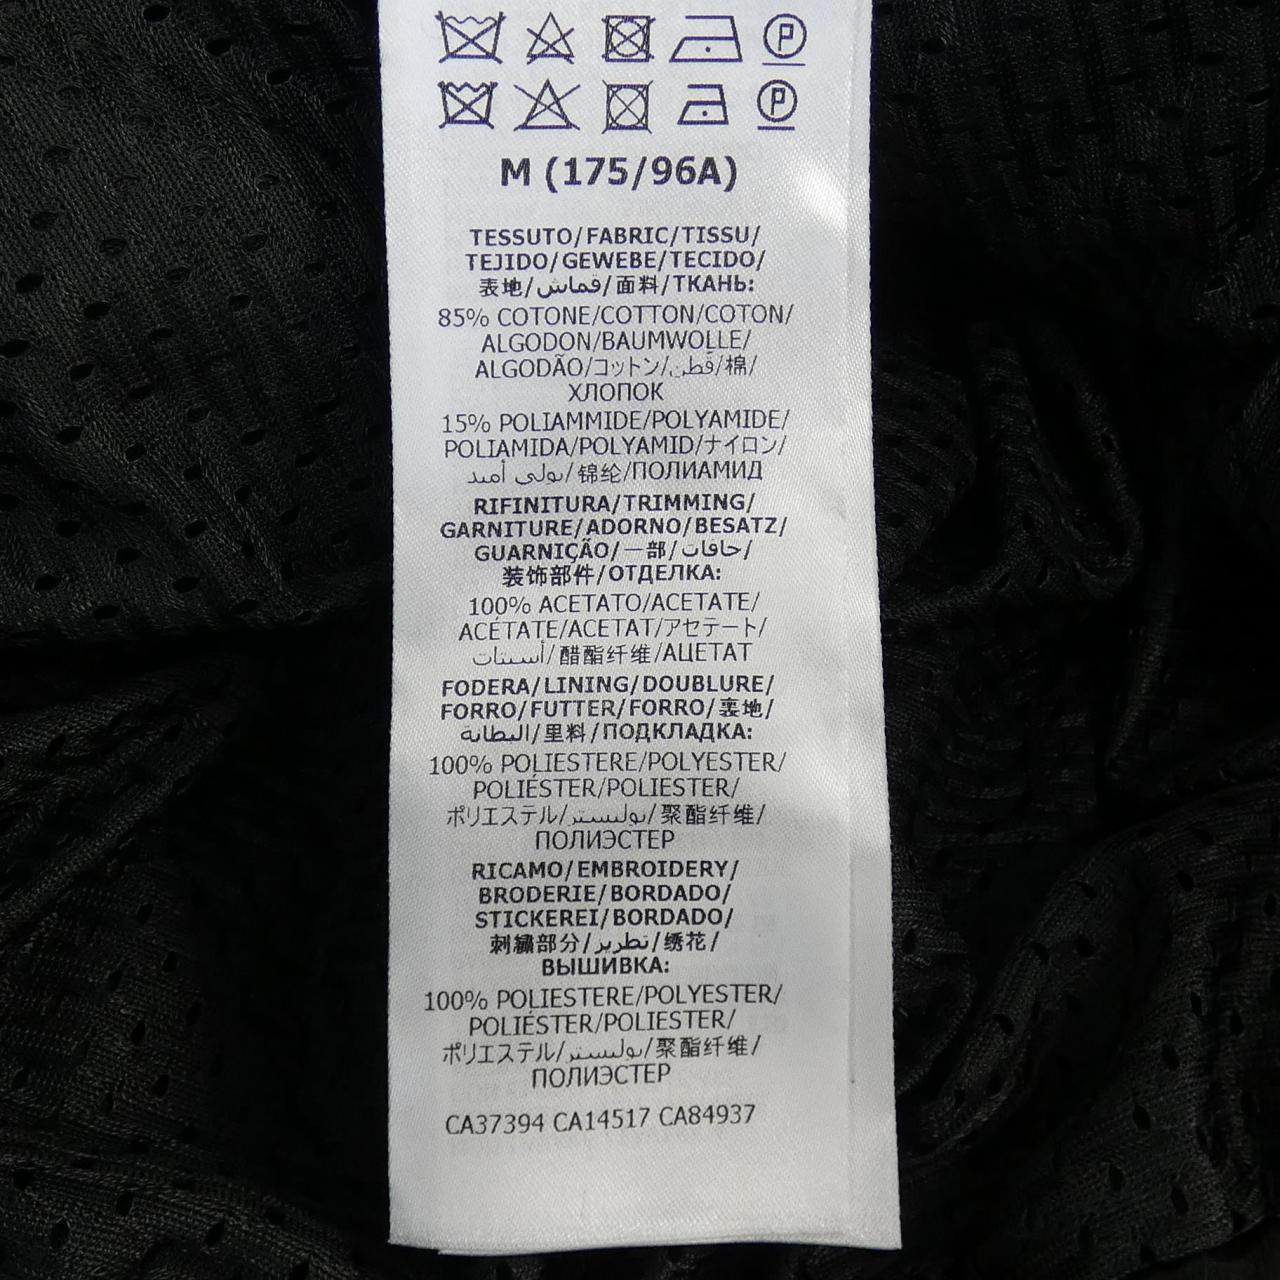 M (175/96A)
TESSUTO/FABRIC/TISSU/
TEJIDO/GEWEBE/TECIDO/
表地/قماش/面料/ТКАНЬ:
85% COTONE/COTTON/COTON/
ALGODON/BAUMWOLLE/
ALGODÃO/コットン/قطن/棉/
ХЛОПОК
15% POLIAMMIDE/POLYAMIDE/
POLIAMIDA/POLYAMID/ナイロン/
بولي أميد/锦纶/ПОЛИАМИД
RIFINITURA/TRIMMING/
GARNITURE/ADORNO/BESATZ/
GUARNIÇÃO/一部/حافات/
装饰部件/ОТДЕЛКА:
100% ACETATO/ACETATE/
ACÉTATE/ACETAT/アセテート/
أسيتات/醋酯纤维/АЦЕТАТ
FODERA/LINING/DOUBLURE/
FORRO/FUTTER/FORRO/裏地/
البطانة/里料/ПОДКЛАДКА:
100% POLIESTERE/POLYESTER/
POLIÉSTER/POLIESTER/
ポリエステル/بوليستر/聚酯纤维/
ПОЛИЭСТЕР
RICAMO/EMBROIDERY/
BRODERIE/BORDADO/
STICKEREI/BORDADO/
刺繍部分/تطريز/绣花/
ВЫШИВКА:
100% POLIESTERE/POLYESTER/
POLIÉSTER/POLIESTER/
ポリエステル/بوليستر/聚酯纤维/
ПОЛИЭСТЕР
CA37394 CA14517 CA84937